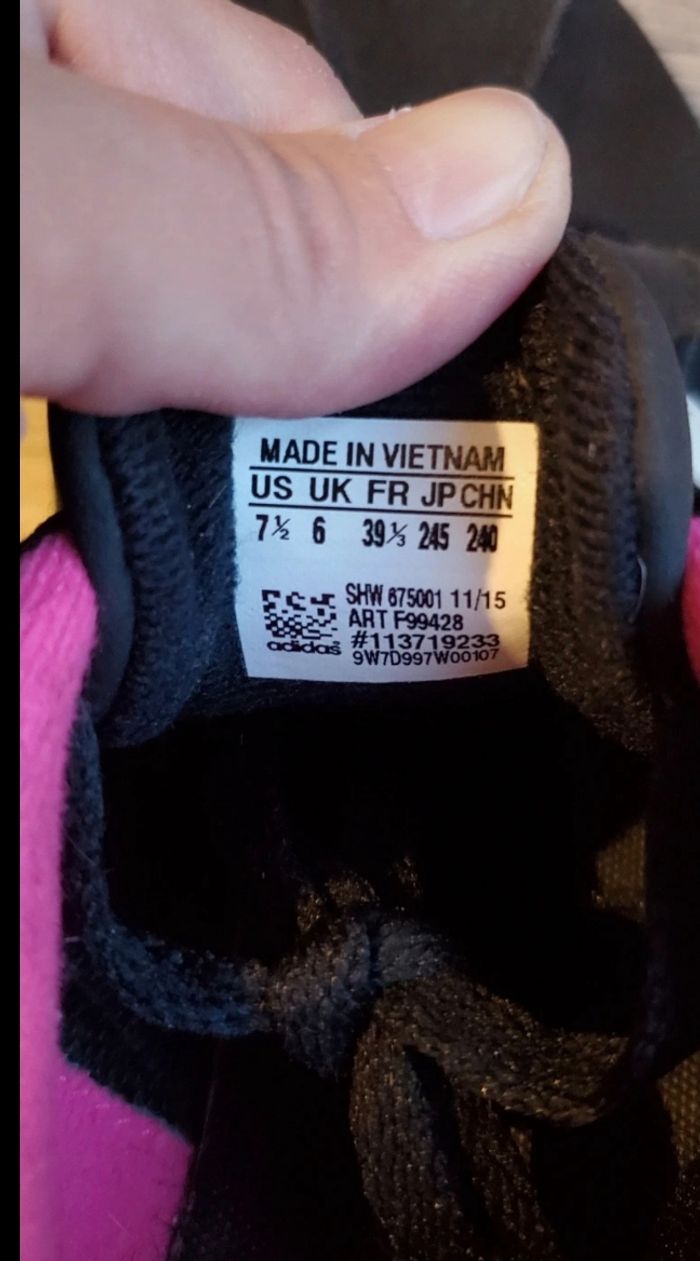 MADE IN VIETNAM
US UK FR JP CHN
7½ 6 39⅓ 245 240
SHW 675001 11/15
ART F99428
#113719233
adidas 9W7D997W00107